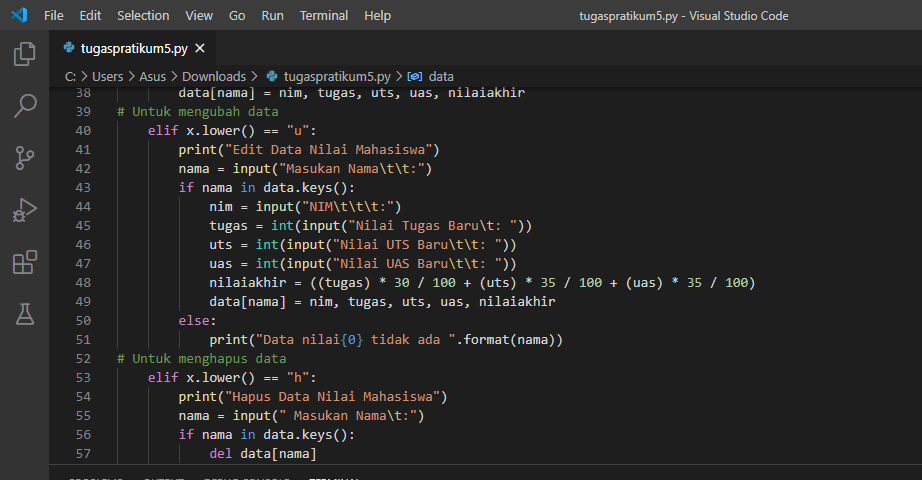 File Edit Selection View Go Run Terminal Help tugaspratikum5.py - Visual Studio Code
tugaspratikum5.py
C: > Users > Asus > Downloads > tugaspratikum5.py > data
38 data[nama] = nim, tugas, uts, uas, nilaiakhir
39 # Untuk mengubah data
40 elif x.lower() == "u":
41 print("Edit Data Nilai Mahasiswa")
42 nama = input("Masukan Nama\t\t:")
43 if nama in data.keys():
44 nim = input("NIM\t\t\t:")
45 tugas = int(input("Nilai Tugas Baru\t: "))
46 uts = int(input("Nilai UTS Baru\t\t: "))
47 uas = int(input("Nilai UAS Baru\t\t: "))
48 nilaiakhir = ((tugas) * 30 / 100 + (uts) * 35 / 100 + (uas) * 35 / 100)
49 data[nama] = nim, tugas, uts, uas, nilaiakhir
50 else:
51 print("Data nilai{0} tidak ada ".format(nama))
52 # Untuk menghapus data
53 elif x.lower() == "h":
54 print("Hapus Data Nilai Mahasiswa")
55 nama = input(" Masukan Nama\t:")
56 if nama in data.keys():
57 del data[nama]